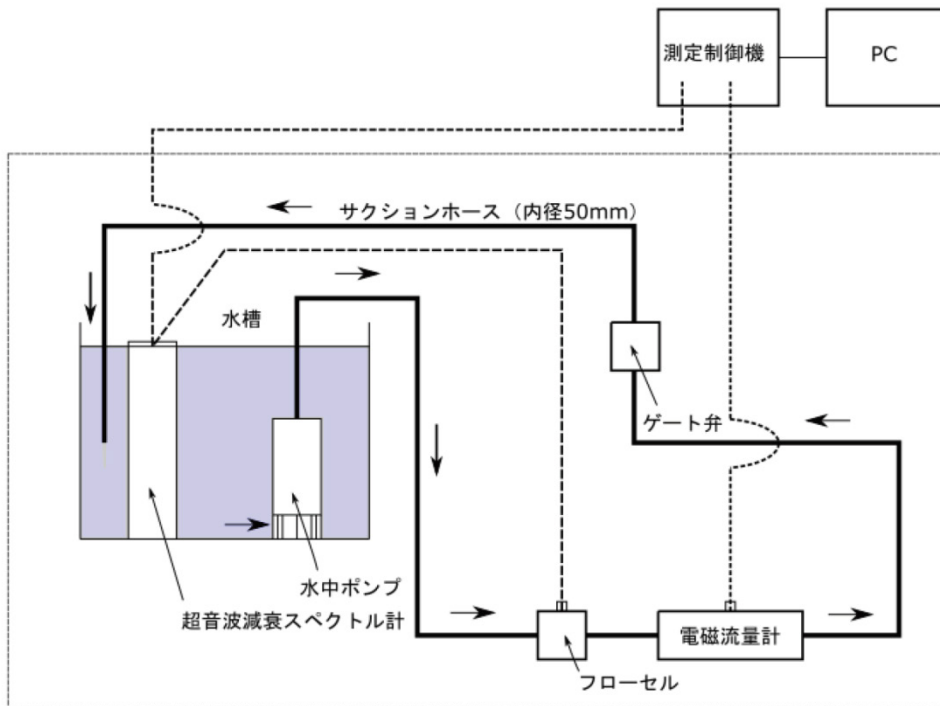 測定制御機
PC
サクションホース（内径50mm）
水槽
ゲート弁
水中ポンプ
超音波減衰スペクトル計
電磁流量計
フローセル